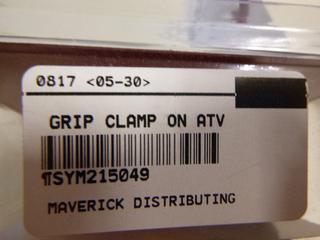 0817 <05-30>
GRIP CLAMP ON ATV
¶SYM215049
MAVERICK DISTRIBUTING